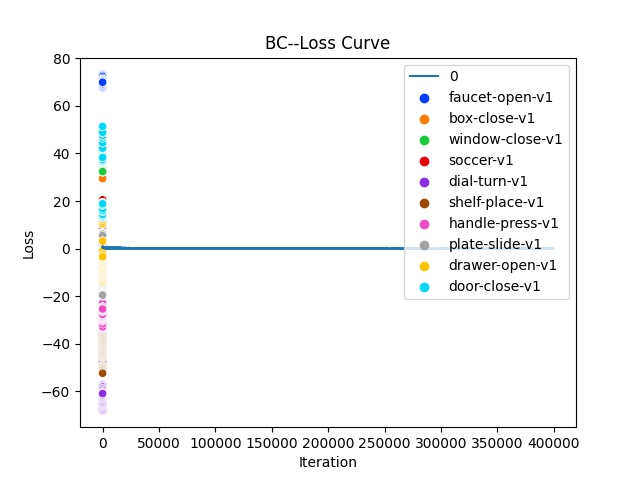 BC--Loss Curve
80
60
40
20
0
−20
−40
−60
Loss
0
faucet-open-v1
box-close-v1
window-close-v1
soccer-v1
dial-turn-v1
shelf-place-v1
handle-press-v1
plate-slide-v1
drawer-open-v1
door-close-v1
0 50000 100000 150000 200000 250000 300000 350000 400000
Iteration